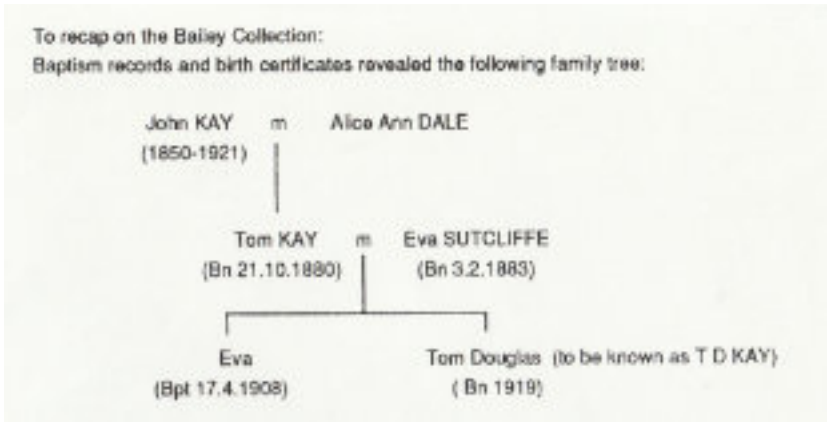 To recap on the Bailey Collection:
Baptism records and birth certificates revealed the following family tree:
John KAY m Alice Ann DALE
(1850-1921)
Tom KAY m Eva SUTCLIFFE
(Bn 21.10.1880) (Bn 3.2.1883)
Eva Tom Douglas (to be known as T D KAY)
(Bpt 17.4.1908) ( Bn 1919)